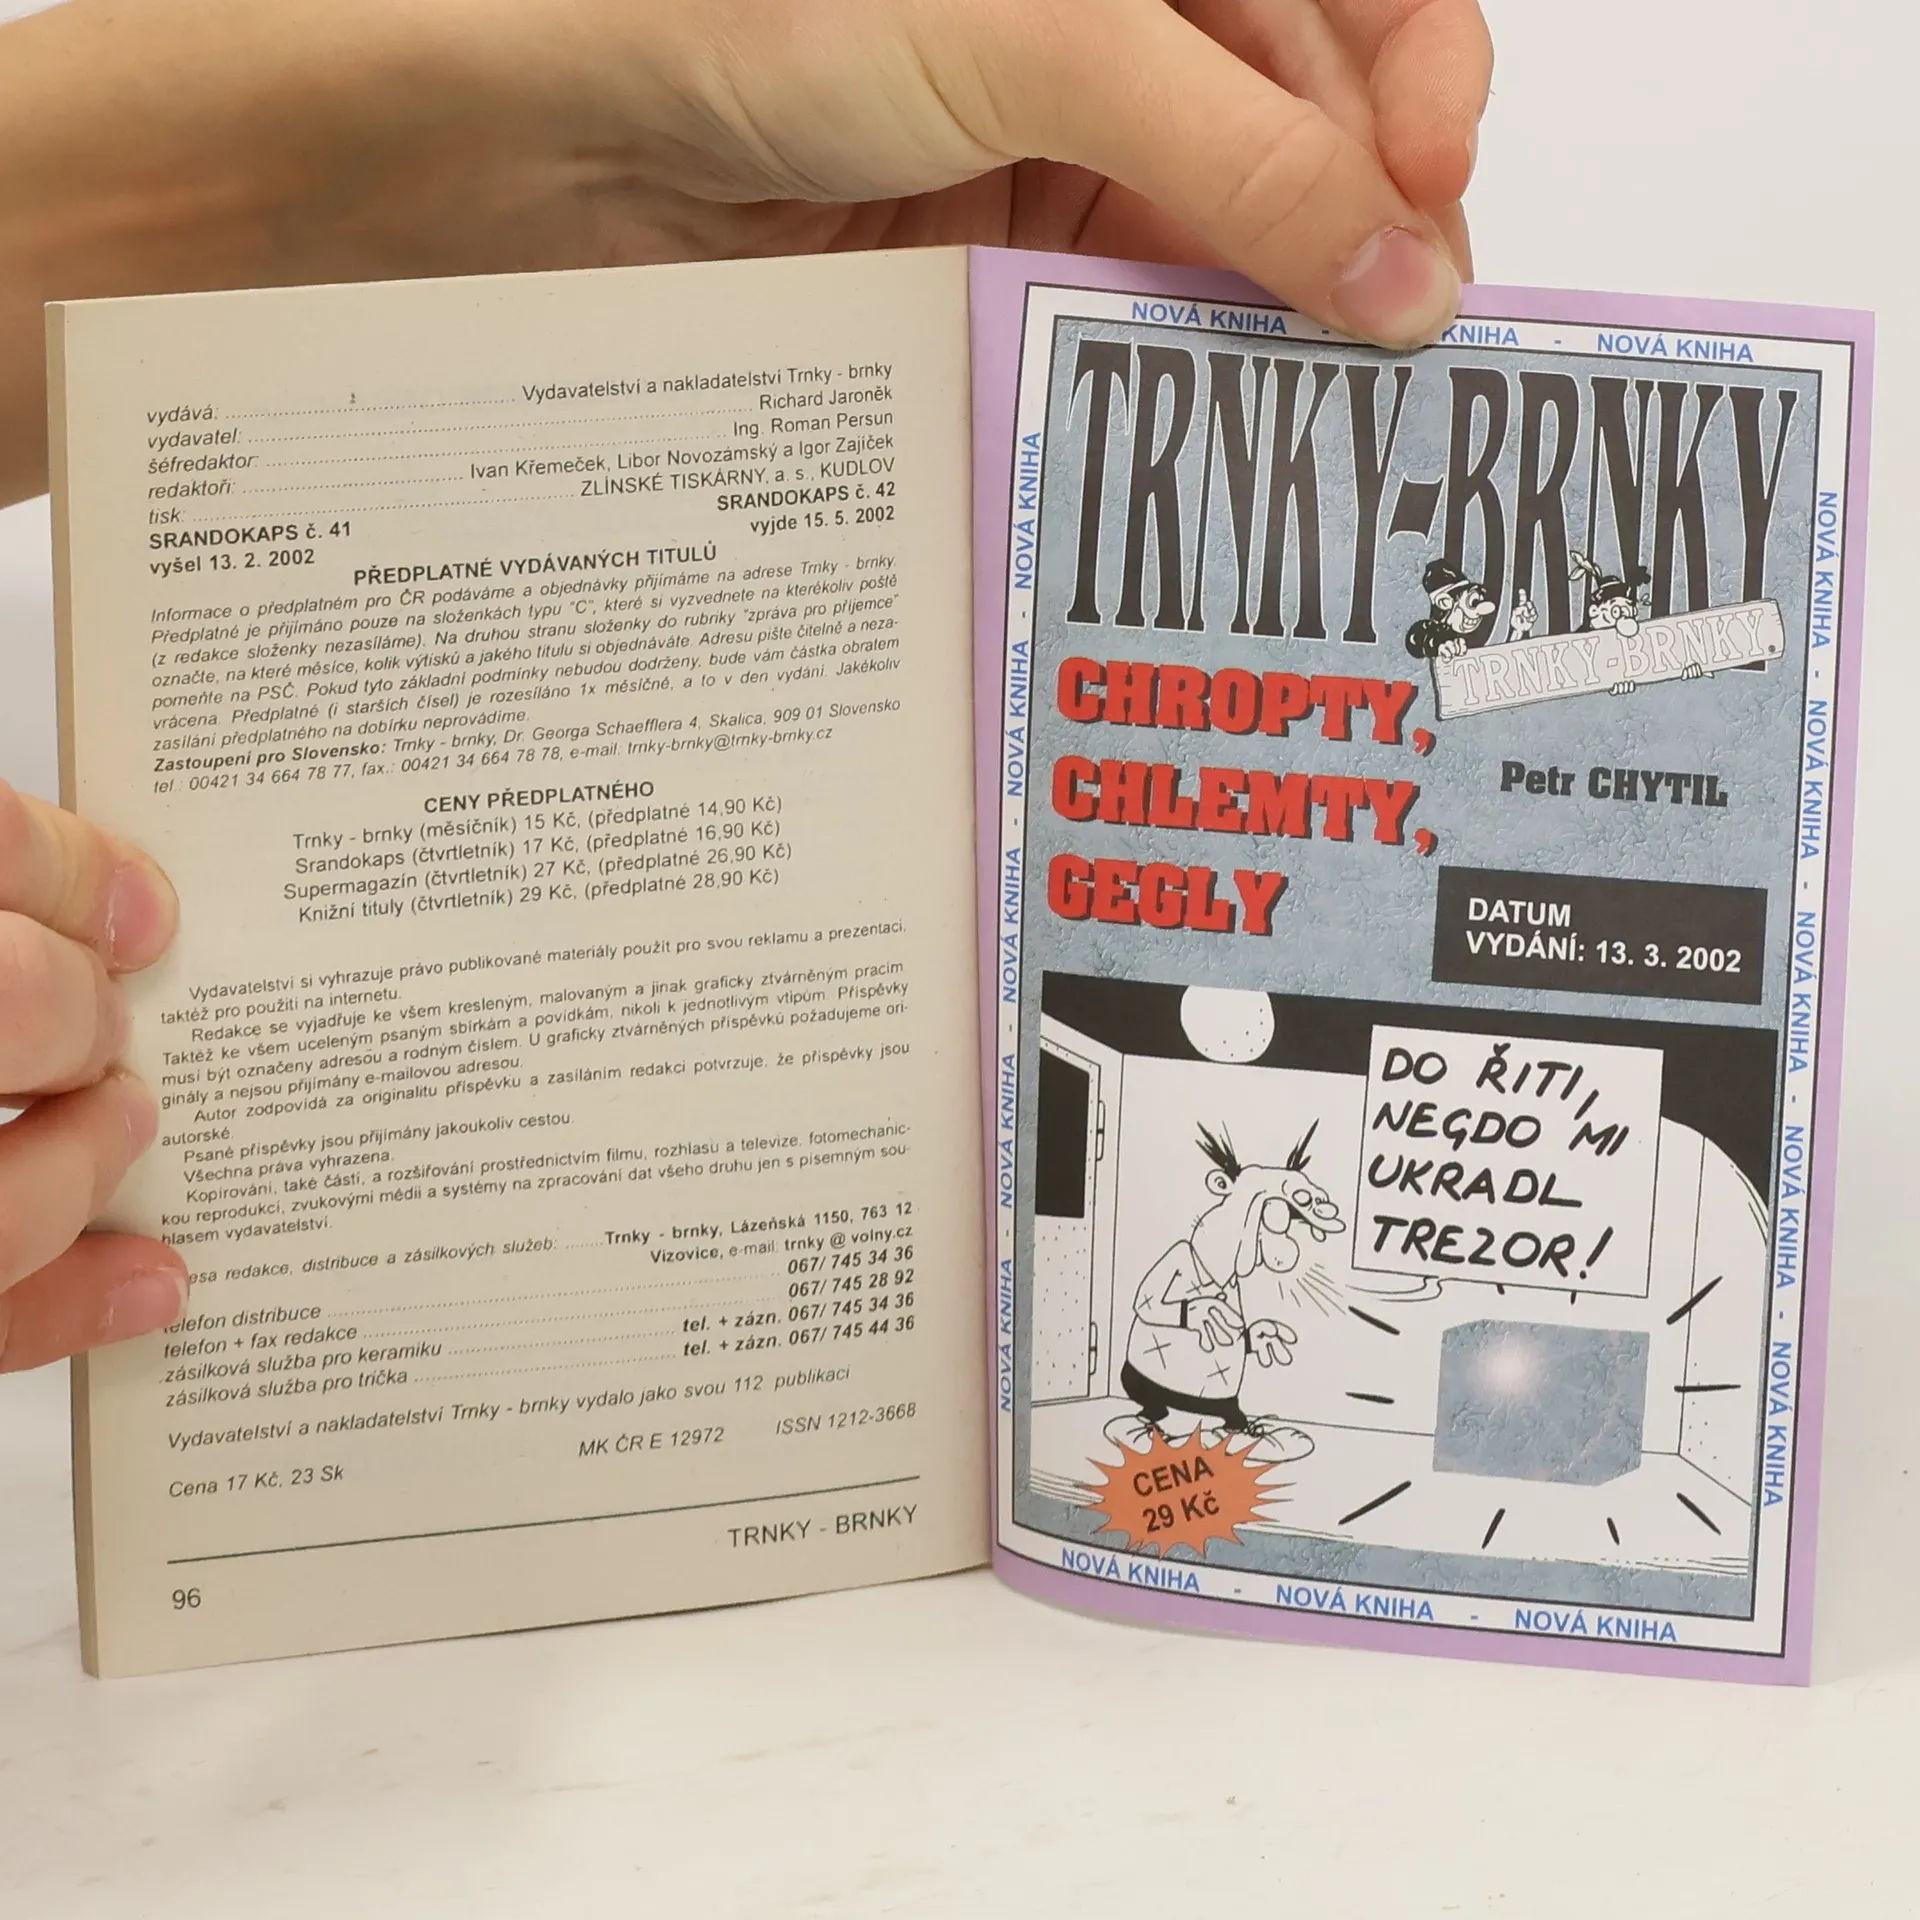 vydává: Vydavatelství a nakladatelství Trnky - brnky
vydavatel: Richard Jaroněk
šéfredaktor: Ing. Roman Persun
redaktoři: Ivan Křemeček, Libor Novozámský a Igor Zajíček
tisk: ZLÍNSKÉ TISKÁRNY, a. s., KUDLOV
SRANDOKAPS č. 41 SRANDOKAPS č. 42
vyšel 13. 2. 2002 vyjde 15. 5. 2002
PŘEDPLATNÉ VYDÁVANÝCH TITULŮ
Informace o předplatném pro ČR podáváme a objednávky přijímáme na adrese Trnky - brnky.
Předplatné je přijímáno pouze na složenkách typu "C", které si vyzvednete na kterékoliv poště
(z redakce složenky nezasíláme). Na druhou stranu složenky do rubriky "zpráva pro příjemce"
označte, na které měsíce, kolik výtisků a jakého titulu si objednáváte. Adresu pište čitelně a neza-
pomeňte na PSČ. Pokud tyto základní podmínky nebudou dodrženy, bude vám částka obratem
vrácena. Předplatné (i starších čísel) je rozesíláno 1x měsíčně, a to v den vydání. Jakékoliv
zasílání předplatného na dobírku neprovádíme.
Zastoupení pro Slovensko: Trnky - brnky, Dr. Georga Schaefflera 4, Skalica, 909 01 Slovensko
tel.: 00421 34 664 78 77, fax.: 00421 34 664 78 78, e-mail: trnky-brnky@trnky-brnky.cz
CENY PŘEDPLATNÉHO
Trnky - brnky (měsíčník) 15 Kč, (předplatné 14,90 Kč)
Srandokaps (čtvrtletník) 17 Kč, (předplatné 16,90 Kč)
Supermagazín (čtvrtletník) 27 Kč, (předplatné 26,90 Kč)
Knižní tituly (čtvrtletník) 29 Kč, (předplatné 28,90 Kč)
Vydavatelství si vyhrazuje právo publikované materiály použít pro svou reklamu a prezentaci,
taktéž pro použití na internetu.
Redakce se vyjadřuje ke všem kresleným, malovaným a jinak graficky ztvárněným pracím
Taktéž ke všem uceleným psaným sbírkám a povídkám, nikoli k jednotlivým vtipům. Příspěvky
musí být označeny adresou a rodným číslem. U graficky ztvárněných příspěvků požadujeme ori-
ginály a nejsou přijímány e-mailovou adresou.
Autor zodpovídá za originalitu příspěvku a zasíláním redakci potvrzuje, že příspěvky jsou
autorské.
Psané příspěvky jsou přijímány jakoukoliv cestou.
Všechna práva vyhrazena.
Kopírování, také částí, a rozšiřování prostřednictvím filmu, rozhlasu a televize, fotomechanic-
kou reprodukcí, zvukovými médii a systémy na zpracování dat všeho druhu jen s písemným sou-
hlasem vydavatelství.
esa redakce, distribuce a zásilkových služeb: Trnky - brnky, Lázeňská 1150, 763 12
Vizovice, e-mail: trnky @ volny.cz
telefon distribuce 067/ 745 34 36
telefon + fax redakce 067/ 745 28 92
zásilková služba pro keramiku tel. + zázn. 067/ 745 34 36
zásilková služba pro trička tel. + zázn. 067/ 745 44 36
Vydavatelství a nakladatelství Trnky - brnky vydalo jako svou 112 publikaci
MK ČR E 12972 ISSN 1212-3668
Cena 17 Kč, 23 Sk
TRNKY - BRNKY
96
NOVÁ KNIHA - KNIHA - NOVÁ KNIHA
TRNKY-BRNKY
TRNKY-BRNKY
CHROPTY,
CHLEMTY,
GEGLY
Petr CHYTIL
DATUM
VYDÁNÍ: 13. 3. 2002
DO ŘITI,
NEGDO MI
UKRADL
TREZOR!
CENA
29 Kč
NOVÁ KNIHA - NOVÁ KNIHA - NOVÁ KNIHA - NOVÁ KNIHA - NOVÁ KNIHA
NOVÁ KNIHA - NOVÁ KNIHA - NOVÁ KNIHA - NOVÁ KNIHA - NOVÁ KNIHA
NOVÁ KNIHA - NOVÁ KNIHA - NOVÁ KNIHA